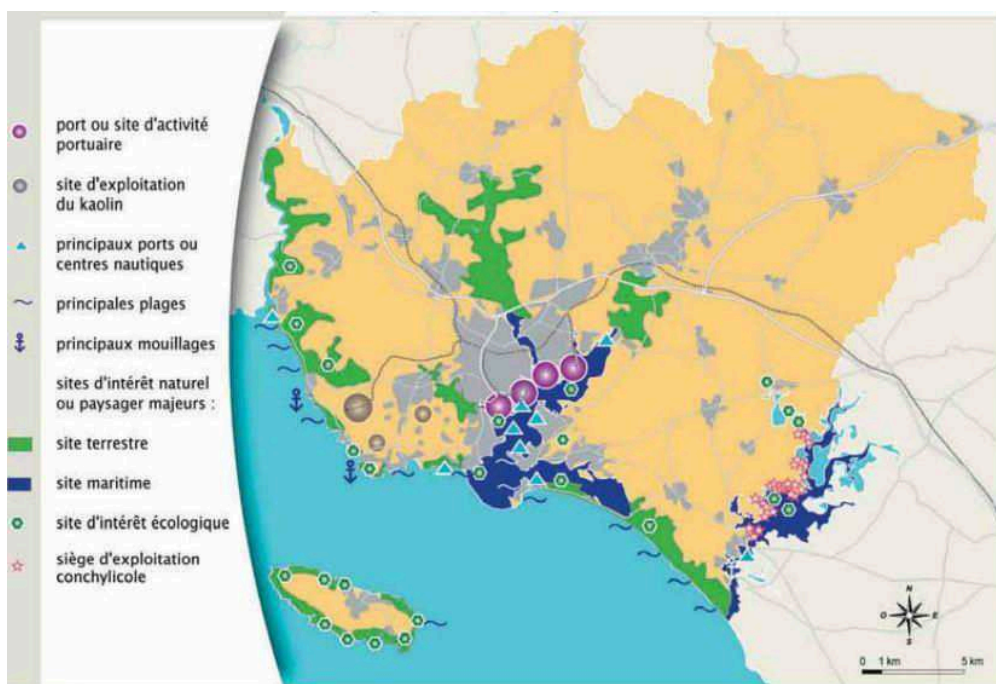 port ou site d'activité
portuaire
site d'exploitation
du kaolin
principaux ports ou
centres nautiques
principales plages
principaux mouillages
sites d'intérêt naturel
ou paysager majeurs :
site terrestre
site maritime
site d'intérêt écologique
siège d'exploitation
conchylicole
N
O E
S
0 1 km 5 km